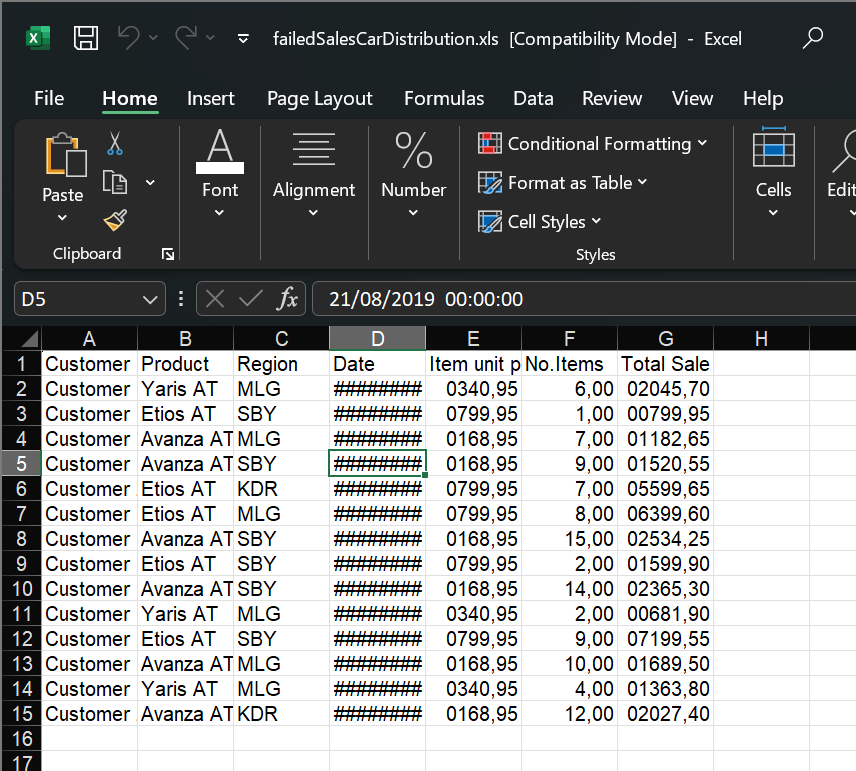 failedSalesCarDistribution.xls [Compatibility Mode] - Excel
File Home Insert Page Layout Formulas Data Review View Help
Paste
Clipboard
Font
Alignment
%
Number
Conditional Formatting
Format as Table
Cell Styles
Styles
Cells
Edit
D5 fx 21/08/2019 00:00:00
A B C D E F G H
1 Customer Product Region Date Item unit p No.Items Total Sale
2 Customer Yaris AT MLG ######## 0340,95 6,00 02045,70
3 Customer Etios AT SBY ######## 0799,95 1,00 00799,95
4 Customer Avanza AT MLG ######## 0168,95 7,00 01182,65
5 Customer Avanza AT SBY ######## 0168,95 9,00 01520,55
6 Customer Etios AT KDR ######## 0799,95 7,00 05599,65
7 Customer Etios AT MLG ######## 0799,95 8,00 06399,60
8 Customer Avanza AT SBY ######## 0168,95 15,00 02534,25
9 Customer Etios AT SBY ######## 0799,95 2,00 01599,90
10 Customer Avanza AT SBY ######## 0168,95 14,00 02365,30
11 Customer Yaris AT MLG ######## 0340,95 2,00 00681,90
12 Customer Etios AT SBY ######## 0799,95 9,00 07199,55
13 Customer Avanza AT MLG ######## 0168,95 10,00 01689,50
14 Customer Yaris AT MLG ######## 0340,95 4,00 01363,80
15 Customer Avanza AT KDR ######## 0168,95 12,00 02027,40
16
17